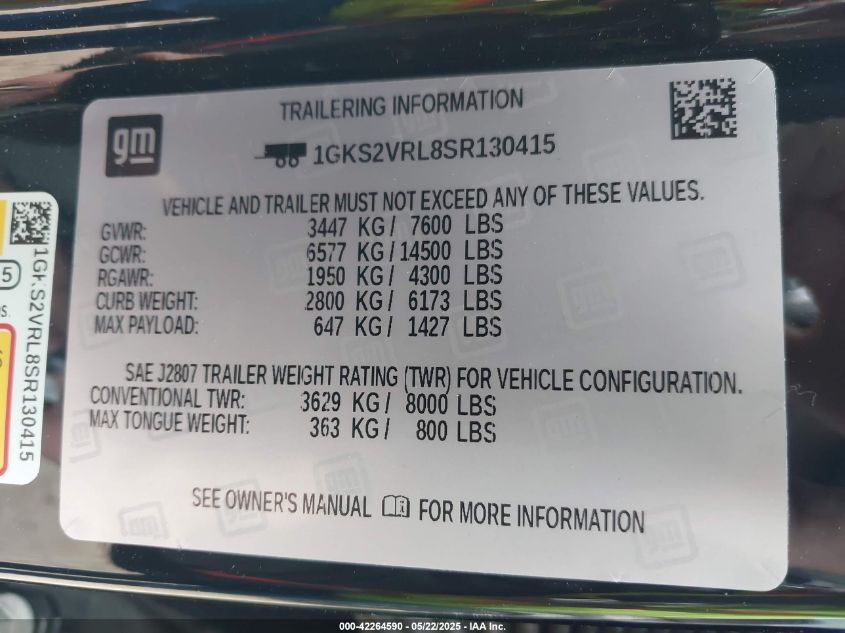 TRAILERING INFORMATION
gm
1GKS2VRL8SR130415
VEHICLE AND TRAILER MUST NOT EXCEED ANY OF THESE VALUES.
GVWR: 3447 KG/ 7600 LBS
GCWR: 6577 KG/14500 LBS
RGAWR: 1950 KG/ 4300 LBS
CURB WEIGHT: 2800 KG/ 6173 LBS
MAX PAYLOAD: 647 KG/ 1427 LBS
SAE J2807 TRAILER WEIGHT RATING (TWR) FOR VEHICLE CONFIGURATION.
CONVENTIONAL TWR: 3629 KG/ 8000 LBS
MAX TONGUE WEIGHT: 363 KG/ 800 LBS
SEE OWNER'S MANUAL FOR MORE INFORMATION
1GKS2VRL8SR130415
5
000-42264590 - 05/22/2025 - IAA Inc.